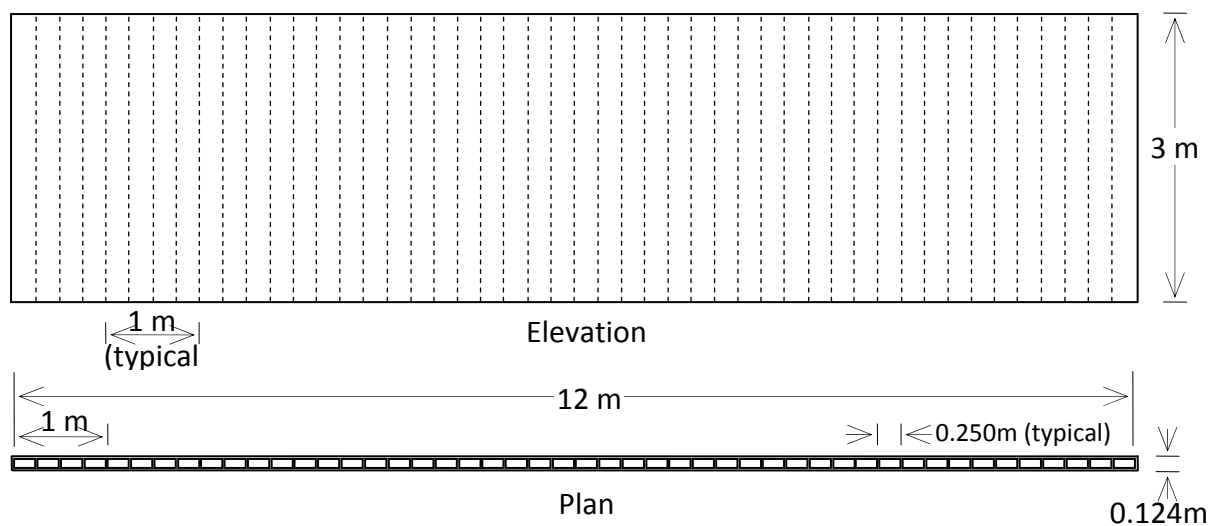 3 m
1 m
(typical
Elevation
12 m
1 m
0.250m (typical)
Plan
0.124m